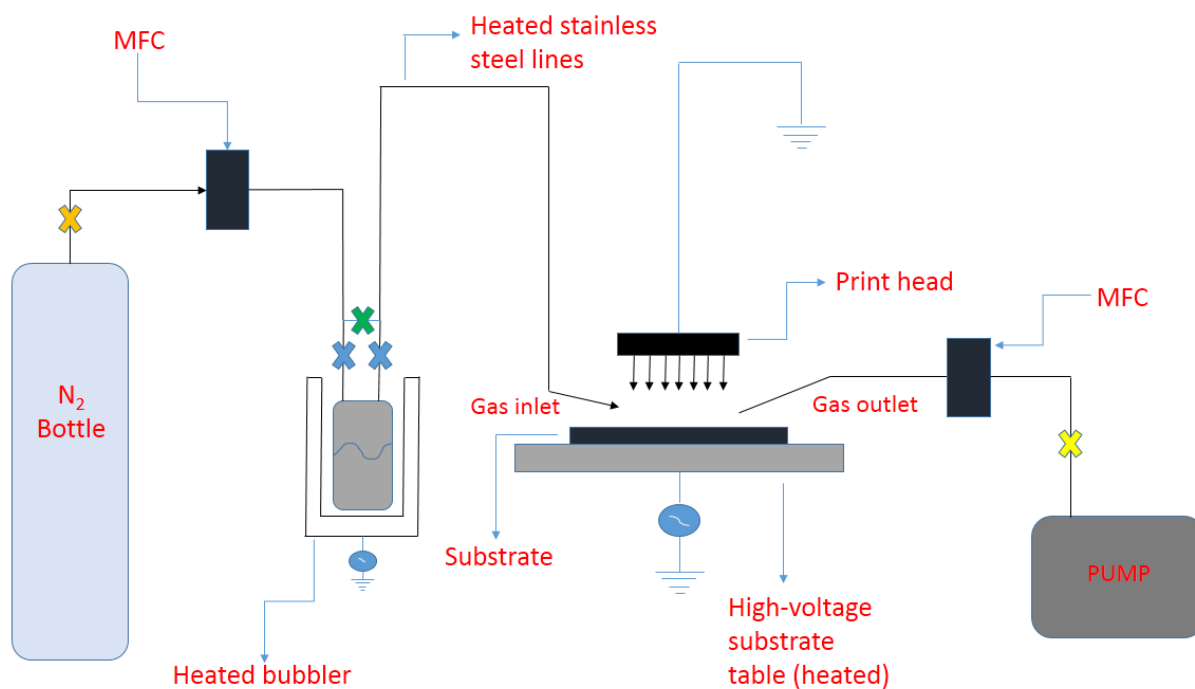 MFC
Heated stainless
steel lines
Print head
MFC
N₂
Bottle
Gas inlet
Gas outlet
Substrate
PUMP
High-voltage
substrate
table (heated)
Heated bubbler